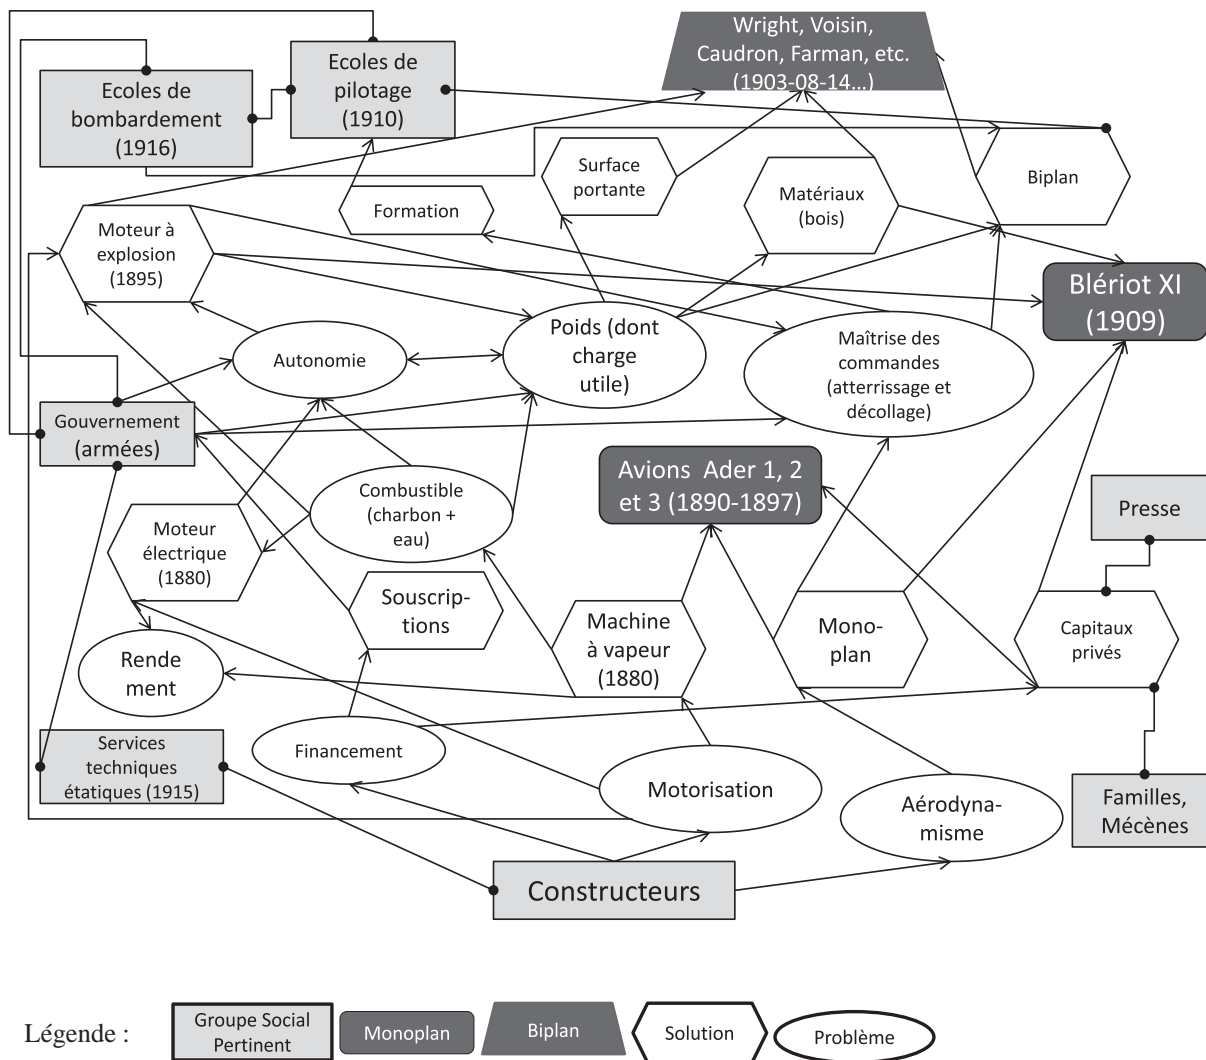 Wright, Voisin,
Caudron, Farman, etc.
(1903-08-14...)
Ecoles de
pilotage
(1910)
Ecoles de
bombardement
(1916)
Surface
portante
Matériaux
(bois)
Biplan
Formation
Moteur à
explosion
(1895)
Blériot XI
(1909)
Autonomie
Poids (dont
charge
utile)
Maîtrise des
commandes
(atterrissage et
décollage)
Gouvernement
(armées)
Avions Ader 1, 2
et 3 (1890-1897)
Combustible
(charbon +
eau)
Presse
Moteur
électrique
(1880)
Souscrip-
tions
Machine
à vapeur
(1880)
Mono-
plan
Capitaux
privés
Rende
ment
Services
techniques
étatiques (1915)
Financement
Motorisation
Aérodyna-
misme
Familles,
Mécènes
Constructeurs
Légende :
Groupe Social
Pertinent
Monoplan
Biplan
Solution
Problème